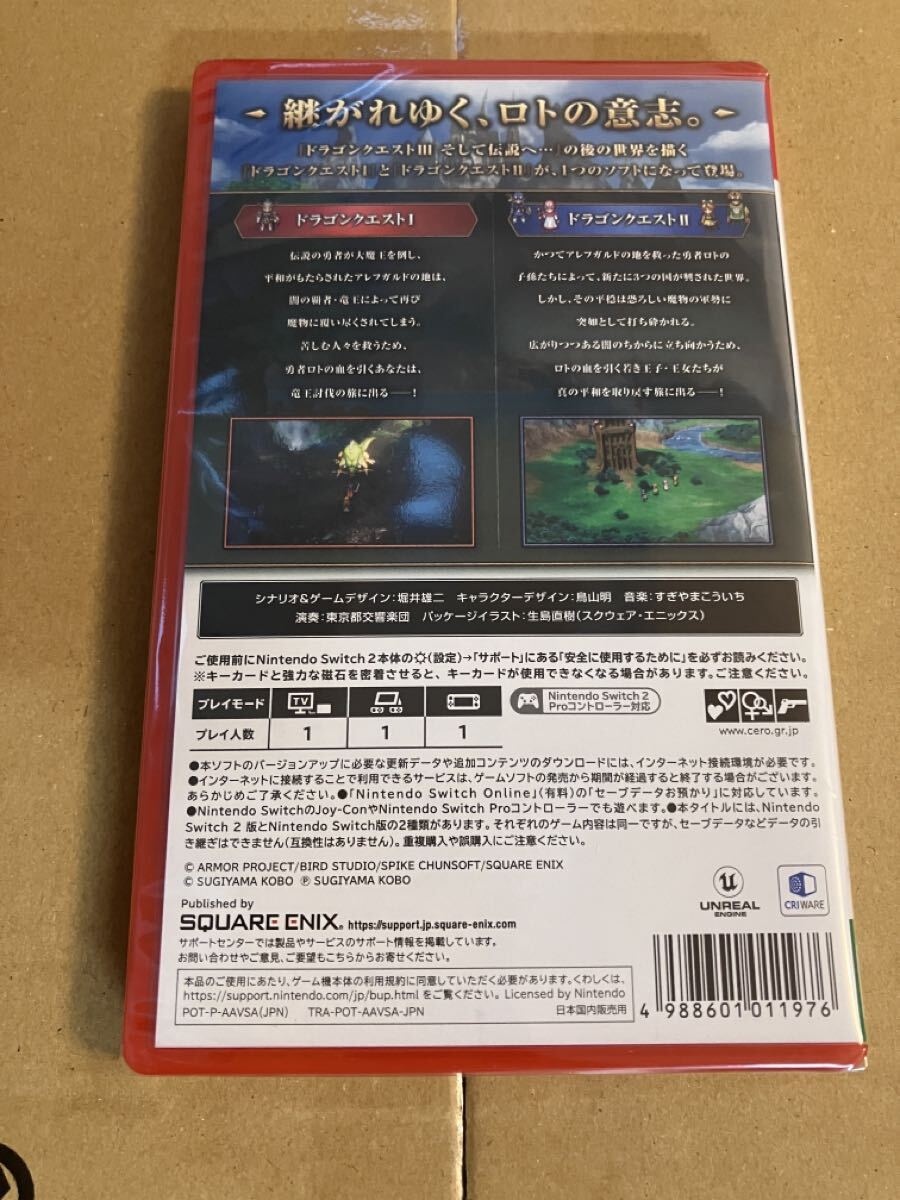 継がれゆく、ロトの意志。
『ドラゴンクエストIII そして伝説へ…』の後の世界を描く
『ドラゴンクエストI』と『ドラゴンクエストII』が、1つのソフトになって登場。
ドラゴンクエストI
伝説の勇者が大魔王を倒し、
平和がもたらされたアレフガルドの地は、
闇の覇者・竜王によって再び
魔物に覆い尽くされてしまう。
苦しむ人々を救うため、
勇者ロトの血を引くあなたは、
竜王討伐の旅に出る——!
ドラゴンクエストII
かつてアレフガルドの地を救った勇者ロトの
子孫たちによって、新たに3つの国が興された世界。
しかし、その平穏は恐ろしい魔物の軍勢に
突如として打ち砕かれる。
広がりつつある闇のちからに立ち向かうため、
ロトの血を引く若き王子・王女たちが
真の平和を取り戻す旅に出る——!
シナリオ&ゲームデザイン:堀井雄二 キャラクターデザイン:鳥山明 音楽:すぎやまこういち
演奏:東京都交響楽団 パッケージイラスト:生島直樹(スクウェア・エニックス)
ご使用前にNintendo Switch 2本体の(設定)→「サポート」にある「安全に使用するために」を必ずお読みください。
※キーカードと強力な磁石を密着させると、キーカードが使用できなくなる場合があります。ご注意ください。
プレイモード TV
プレイ人数 1 1 1
Nintendo Switch 2
Proコントローラー対応
www.cero.gr.jp
●本ソフトのバージョンアップに必要な更新データや追加コンテンツのダウンロードには、インターネット接続環境が必要です。
●インターネットに接続することで利用できるサービスは、ゲームソフトの発売から期間が経過すると終了する場合がございます。
あらかじめご了承ください。●「Nintendo Switch Online」(有料)の「セーブデータお預かり」に対応しています。
●Nintendo SwitchのJoy-ConやNintendo Switch Proコントローラーでも遊べます。●本タイトルには、Nintendo
Switch 2 版とNintendo Switch版の2種類があります。それぞれのゲーム内容は同一ですが、セーブデータなどデータの引
き継ぎはできません(互換性はありません)。重複購入や誤購入にご注意ください。
© ARMOR PROJECT/BIRD STUDIO/SPIKE CHUNSOFT/SQUARE ENIX
© SUGIYAMA KOBO ℗ SUGIYAMA KOBO
UNREAL
ENGINE
CRIWARE
Published by
SQUARE ENIX. https://support.jp.square-enix.com
サポートセンターでは製品やサービスのサポート情報を掲載しています。
お問い合わせやご意見、ご要望もこちらからお寄せください。
本品のご使用にあたり、ゲーム機本体の利用規約に同意していただく必要があります。くわしくは、
https://support.nintendo.com/jp/bup.html をご覧ください。 Licensed by Nintendo
POT-P-AAVSA(JPN) TRA-POT-AAVSA-JPN 日本国内販売用
4 988601 011976